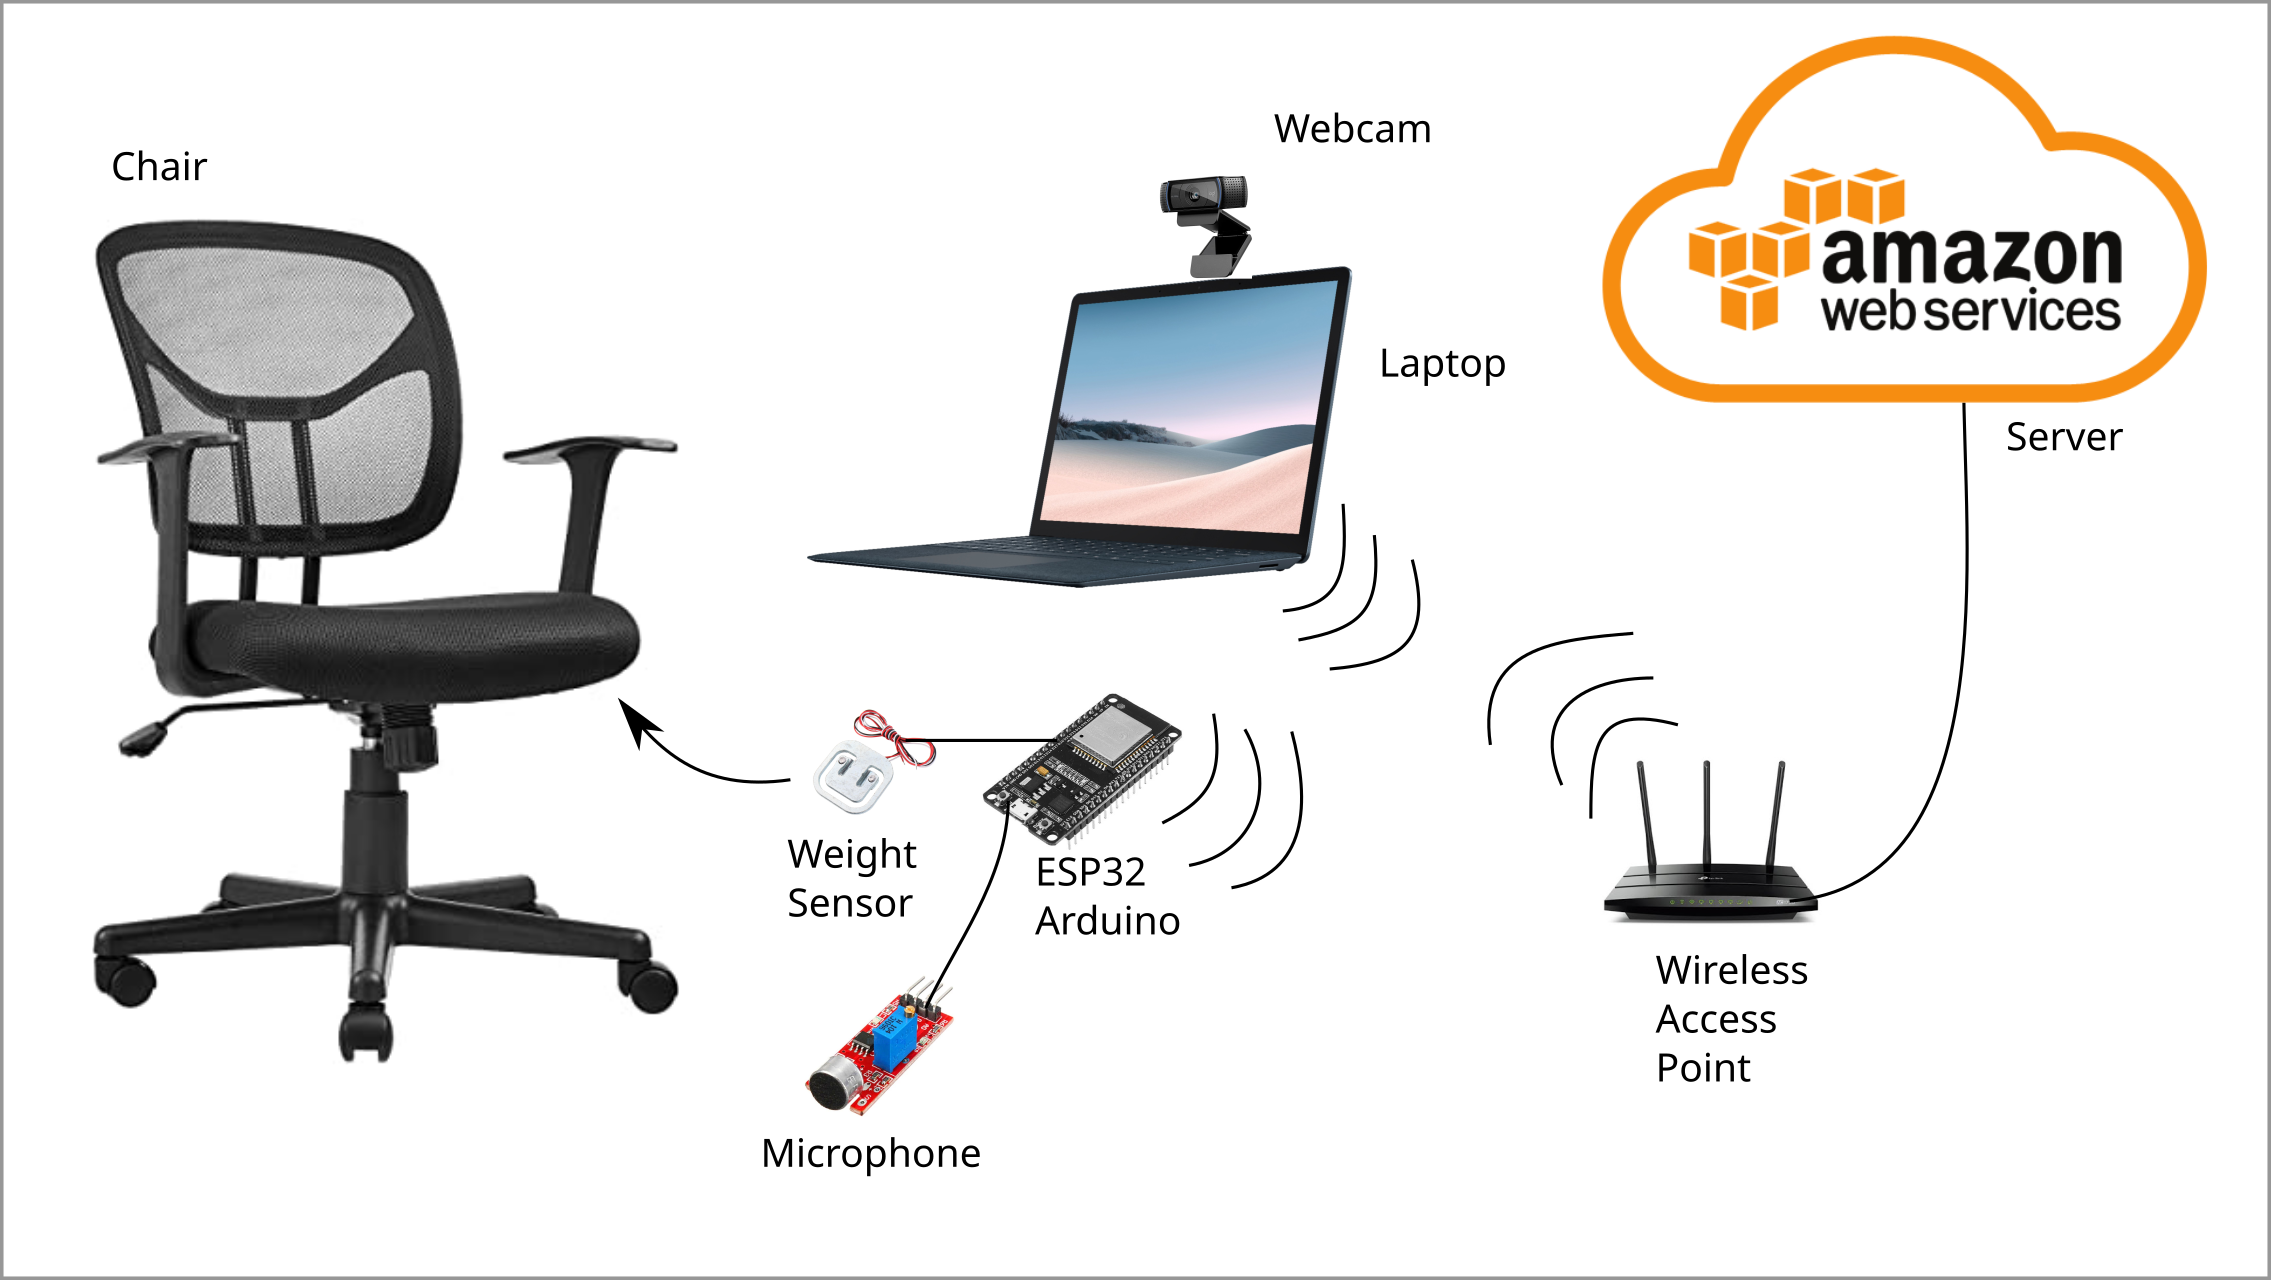 Chair
Webcam
amazon
web services
Laptop
Server
Weight
Sensor
ESP32
Arduino
Wireless
Access
Point
Microphone